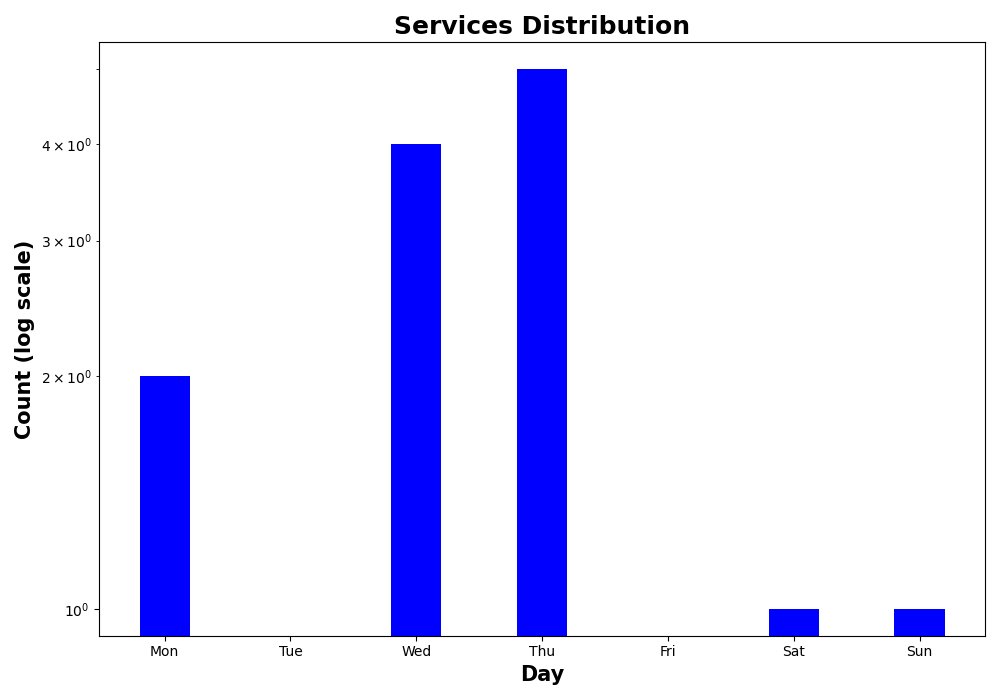 Services Distribution
Count (log scale)
4 × 10⁰
3 × 10⁰
2 × 10⁰
10⁰
Mon Tue Wed Thu Fri Sat Sun
Day